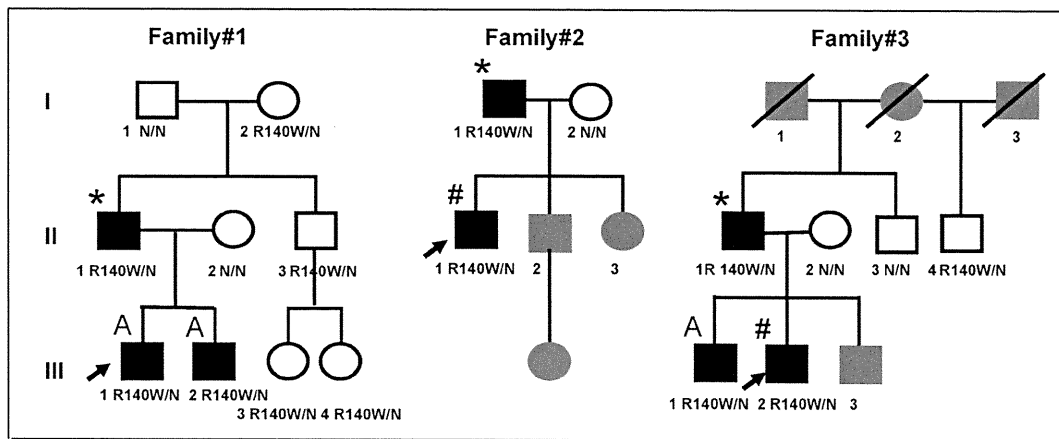 Family#1 Family#2 Family#3
*
I
1 N/N 2 R140W/N 1 R140W/N 2 N/N 1 2 3
* # *
II
1 R140W/N 2 N/N 3 R140W/N 1 R140W/N 2 3 1R 140W/N 2 N/N 3 N/N 4 R140W/N
A A A #
III
1 R140W/N 2 R140W/N 3 R140W/N 4 R140W/N 1 R140W/N 2 R140W/N 3